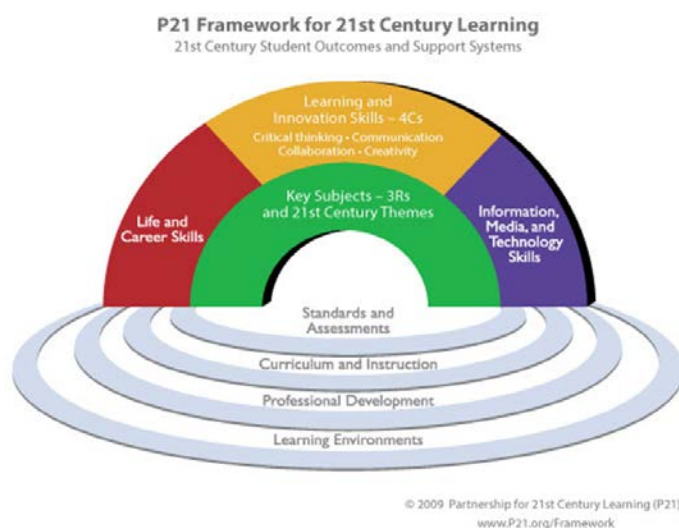 P21 Framework for 21st Century Learning
21st Century Student Outcomes and Support Systems
Learning and
Innovation Skills – 4Cs
Critical thinking • Communication
Collaboration • Creativity
Key Subjects – 3Rs
and 21st Century Themes
Life and
Career Skills
Information,
Media, and
Technology
Skills
Standards and
Assessments
Curriculum and Instruction
Professional Development
Learning Environments
© 2009 Partnership for 21st Century Learning (P21)
www.P21.org/Framework